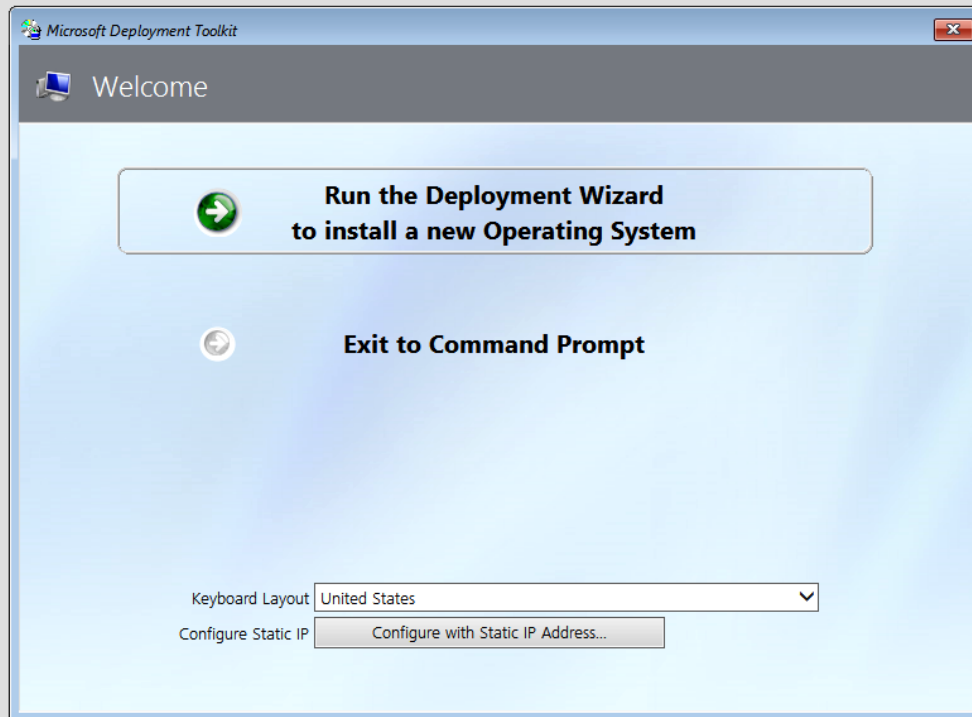 Microsoft Deployment Toolkit
Welcome
Run the Deployment Wizard
to install a new Operating System
Exit to Command Prompt
Keyboard Layout United States
Configure Static IP Configure with Static IP Address...